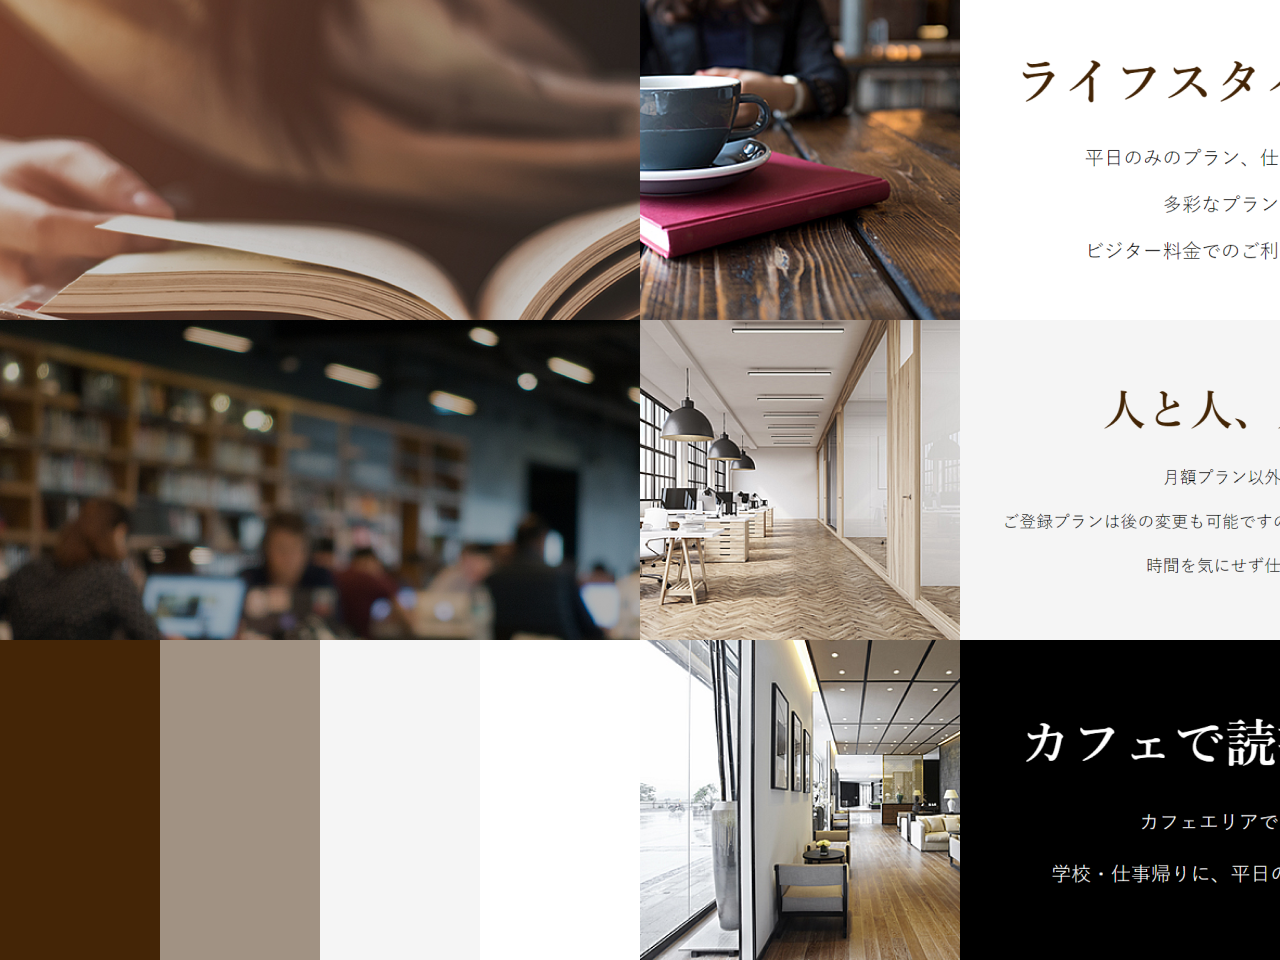 ライフスタイ
平日のみのプラン、仕
多彩なプラン
ビジター料金でのご利
人と人、
月額プラン以外
ご登録プランは後の変更も可能ですの
時間を気にせず仕
カフェで読
カフェエリアで
学校・仕事帰りに、平日の